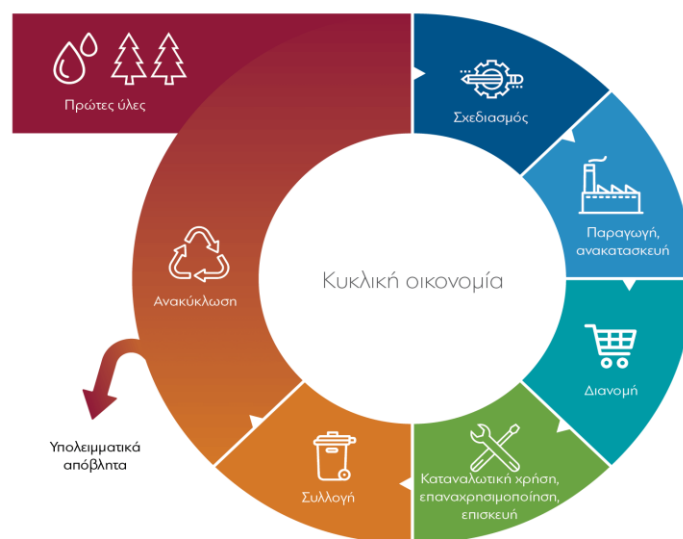 Πρώτες ύλες
Σχεδιασμός
Παραγωγή,
ανακατασκευή
Διανομή
Καταναλωτική χρήση,
επαναχρησιμοποίηση,
επισκευή
Συλλογή
Ανακύκλωση
Υπολειμματικά
απόβλητα
Κυκλική οικονομία